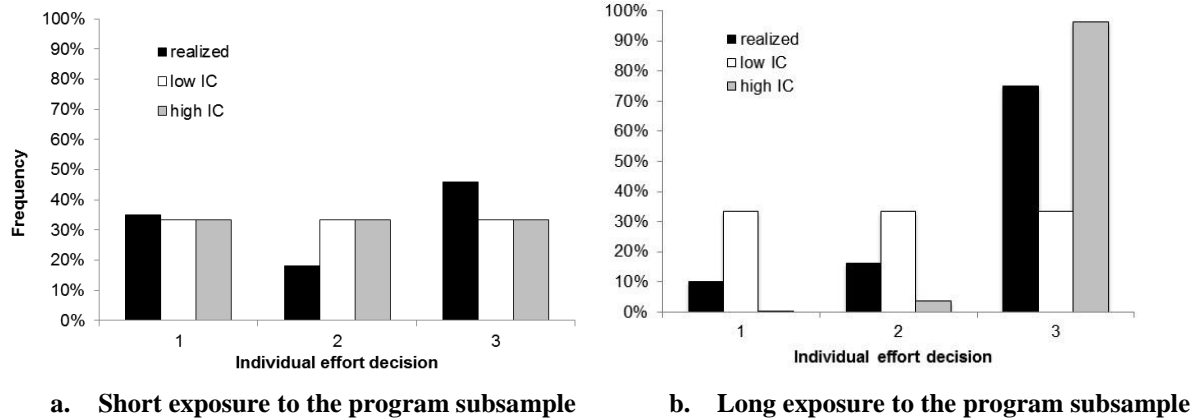 100%
90%
80%
70%
60%
50%
40%
30%
20%
10%
0%
Frequency
realized
low IC
high IC
1 2 3
Individual effort decision
a. Short exposure to the program subsample
100%
90%
80%
70%
60%
50%
40%
30%
20%
10%
0%
realized
low IC
high IC
1 2 3
Individual effort decision
b. Long exposure to the program subsample